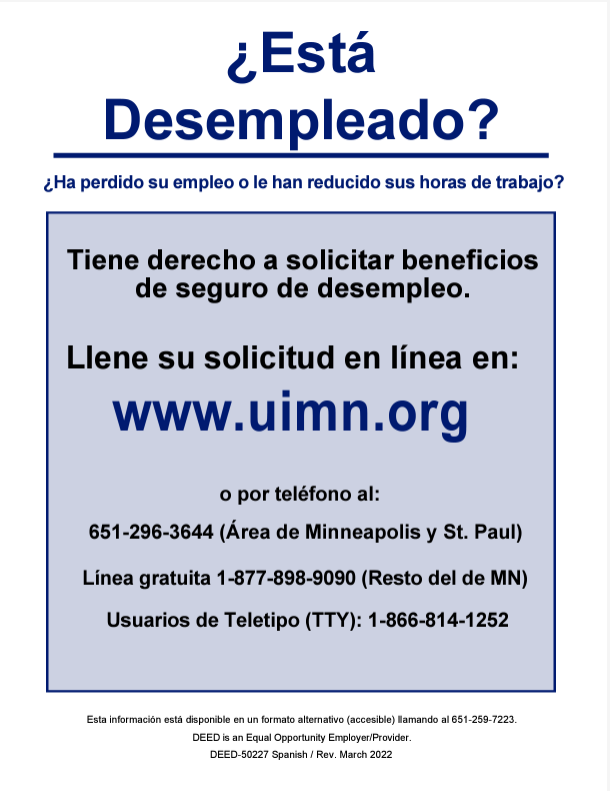 ¿Está
Desempleado?
¿Ha perdido su empleo o le han reducido sus horas de trabajo?
Tiene derecho a solicitar beneficios
de seguro de desempleo.
Llene su solicitud en línea en:
www.uimn.org
o por teléfono al:
651-296-3644 (Área de Minneapolis y St. Paul)
Línea gratuita 1-877-898-9090 (Resto del de MN)
Usuarios de Teletipo (TTY): 1-866-814-1252
Esta información está disponible en un formato alternativo (accesible) llamando al 651-259-7223.
DEED is an Equal Opportunity Employer/Provider.
DEED-50227 Spanish / Rev. March 2022